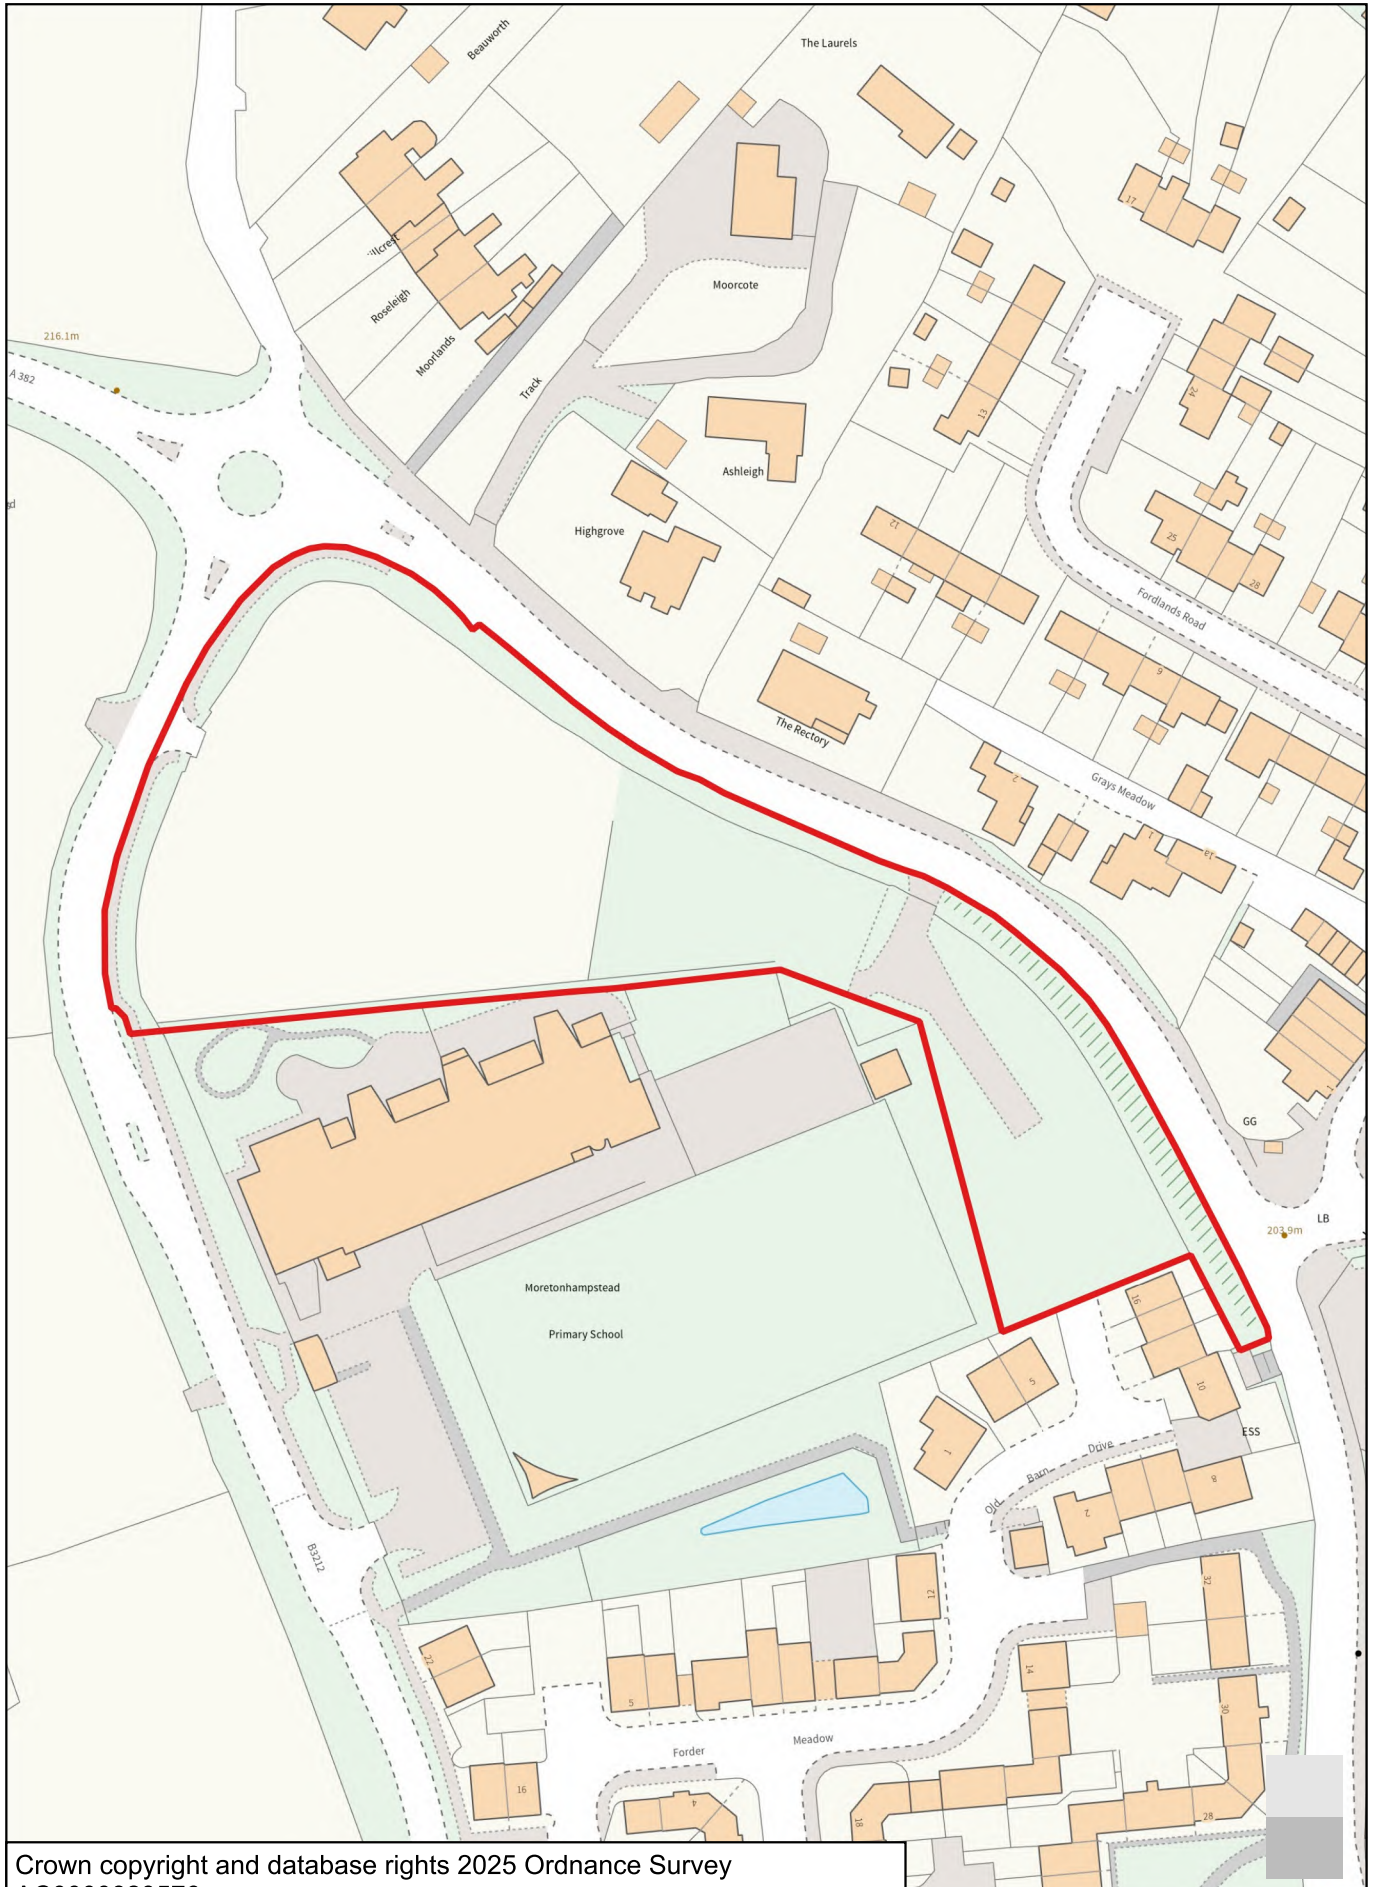 Beauworth
The Laurels
17
Roseleigh
Moorcote
216.1m
A 382
Moorlands
Track
24
13
Ashleigh
Highgrove
12
25
28
Fordlands Road
9
The Rectory
2
Grays Meadow
1
1a
11
GG
LB
203.9m
Moretonhampstead
Primary School
16
5
10
1
ESS
Old Barn Drive
8
2
B3212
12
32
22
14
5
30
Forder Meadow
16
4
18
28
Crown copyright and database rights 2025 Ordnance Survey